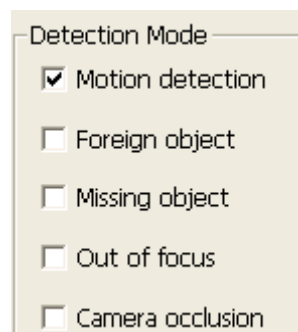 Detection Mode
Motion detection
Foreign object
Missing object
Out of focus
Camera occlusion